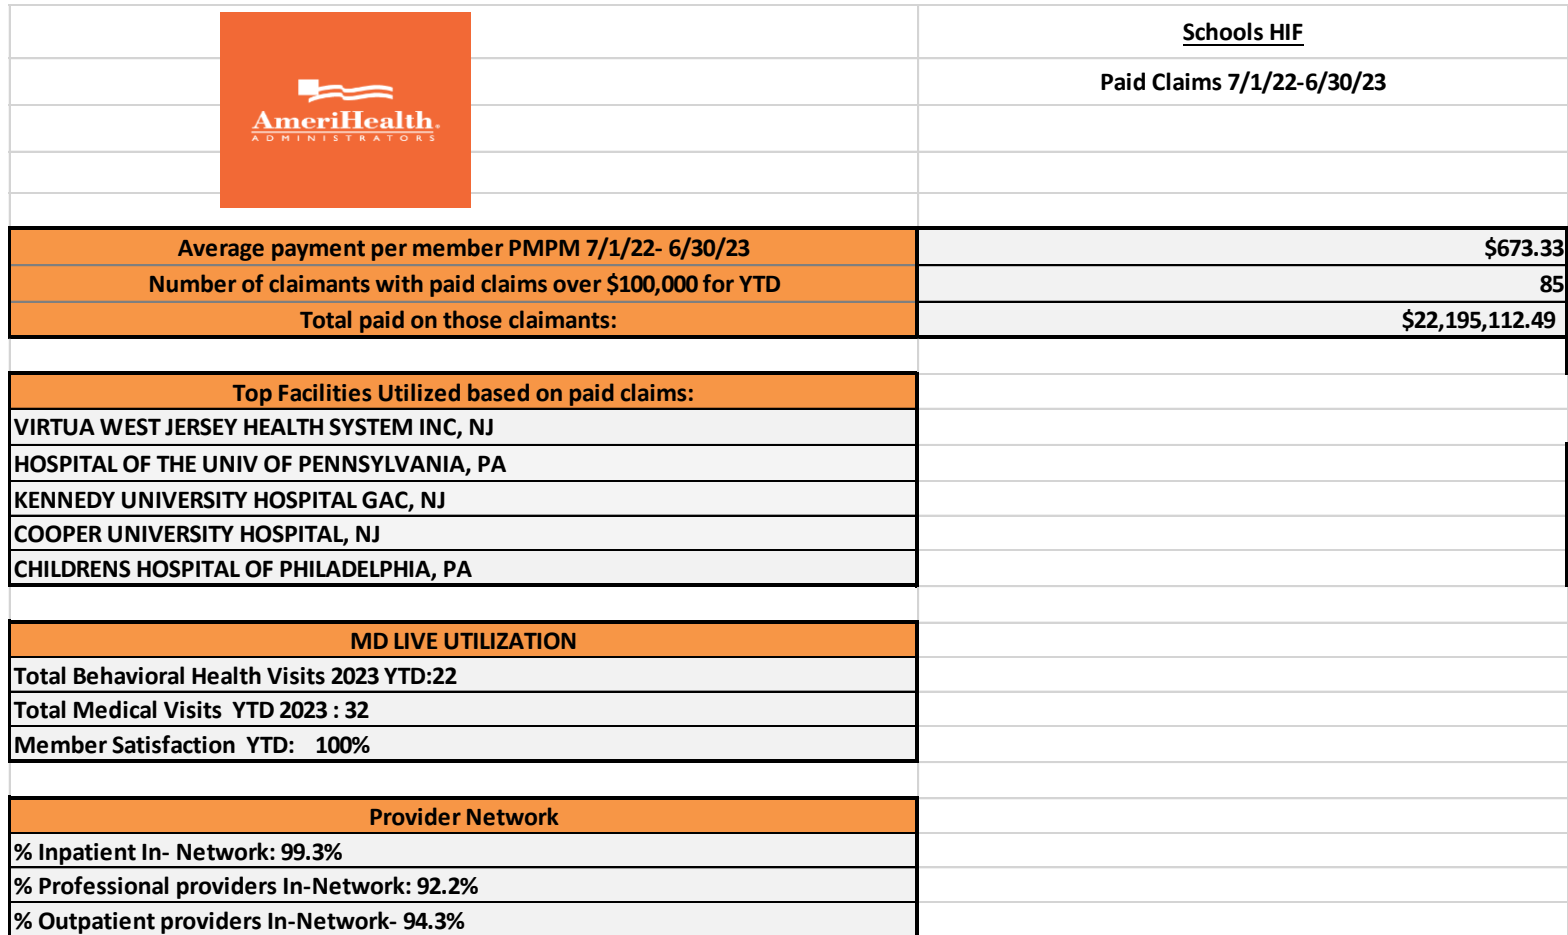 Schools HIF
Paid Claims 7/1/22-6/30/23
AmeriHealth.
ADMINISTRATORS
Average payment per member PMPM 7/1/22- 6/30/23 $673.33
Number of claimants with paid claims over $100,000 for YTD 85
Total paid on those claimants: $22,195,112.49
Top Facilities Utilized based on paid claims:
VIRTUA WEST JERSEY HEALTH SYSTEM INC, NJ
HOSPITAL OF THE UNIV OF PENNSYLVANIA, PA
KENNEDY UNIVERSITY HOSPITAL GAC, NJ
COOPER UNIVERSITY HOSPITAL, NJ
CHILDRENS HOSPITAL OF PHILADELPHIA, PA
MD LIVE UTILIZATION
Total Behavioral Health Visits 2023 YTD:22
Total Medical Visits YTD 2023 : 32
Member Satisfaction YTD: 100%
Provider Network
% Inpatient In- Network: 99.3%
% Professional providers In-Network: 92.2%
% Outpatient providers In-Network- 94.3%